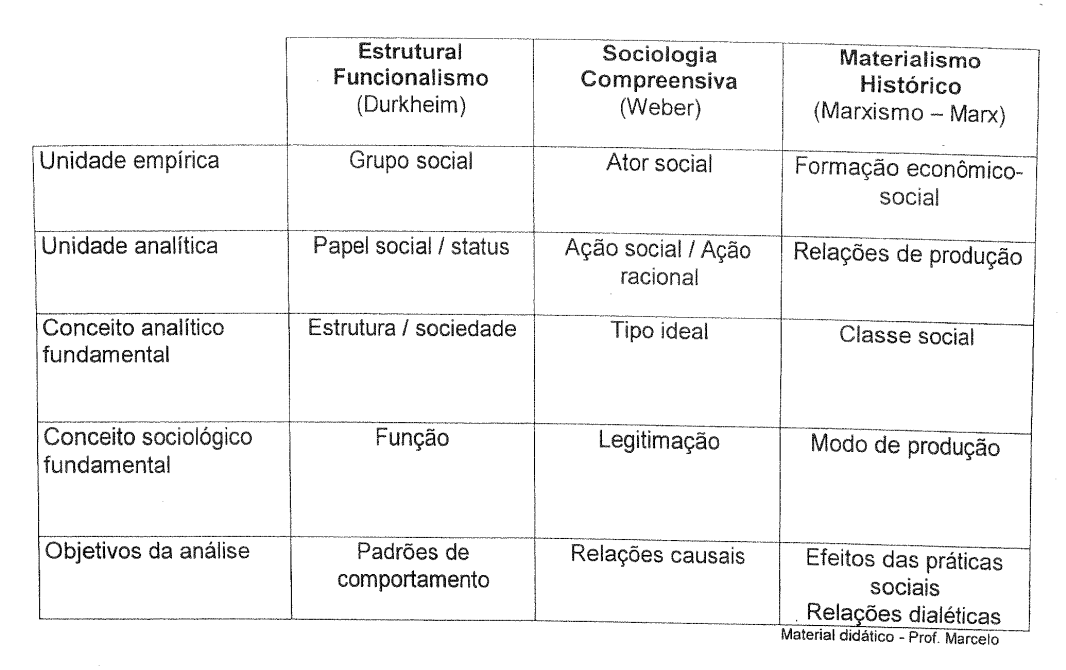 Estrutural
Funcionalismo
(Durkheim)
Sociologia
Compreensiva
(Weber)
Materialismo
Histórico
(Marxismo – Marx)
Unidade empírica
Grupo social
Ator social
Formação econômico-
social
Unidade analítica
Papel social / status
Ação social / Ação
racional
Relações de produção
Conceito analítico
fundamental
Estrutura / sociedade
Tipo ideal
Classe social
Conceito sociológico
fundamental
Função
Legitimação
Modo de produção
Objetivos da análise
Padrões de
comportamento
Relações causais
Efeitos das práticas
sociais
Relações dialéticas
Material didático - Prof. Marcelo